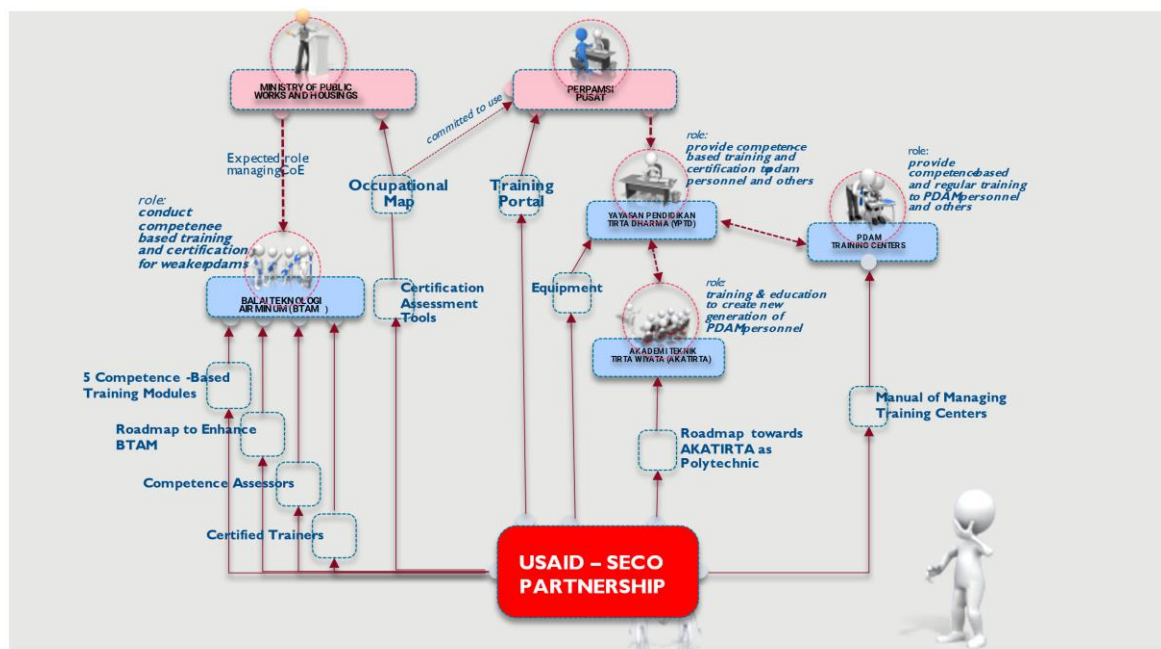 MINISTRY OF PUBLIC
WORKS AND HOUSINGS
PERPAMSI
PUSAT
committed to use
Expected role
managing CoE
Occupational
Map
Training
Portal
role:
provide competence
based training and
certification to pdam
personnel and others
role:
provide
competence-based
and regular training
to PDAM personnel
and others
role:
conduct
competence
based training
and certification
for weaker pdams
YAYASAN PENDIDIKAN
TIRTA DHARMA (YPTD)
PDAM
TRAINING CENTERS
BALAI TEKNOLOGI
AIR MINUM (BTAM )
Certification
Assessment
Tools
Equipment
role:
training & education
to create new
generation of
PDAM personnel
AKADEMI TEKNIK
TIRTA WIYATA (AKATIRTA)
5 Competence -Based
Training Modules
Roadmap to Enhance
BTAM
Competence Assessors
Certified Trainers
Roadmap towards
AKATIRTA as
Polytechnic
Manual of Managing
Training Centers
USAID – SECO
PARTNERSHIP